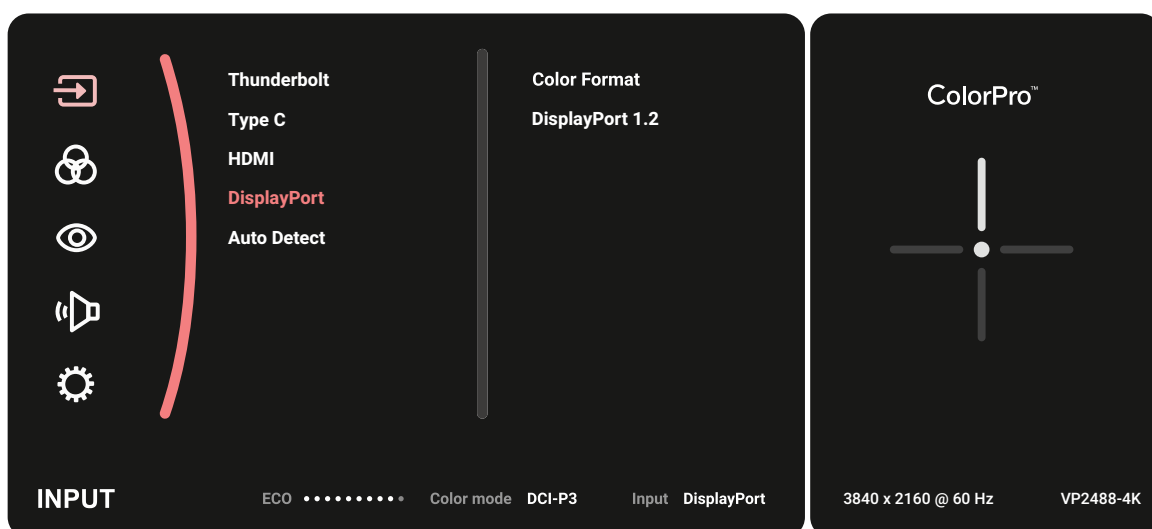 Thunderbolt
Type C
HDMI
DisplayPort
Auto Detect
Color Format
DisplayPort 1.2
ColorPro™
INPUT
ECO
Color mode DCI-P3
Input DisplayPort
3840 x 2160 @ 60 Hz
VP2488-4K